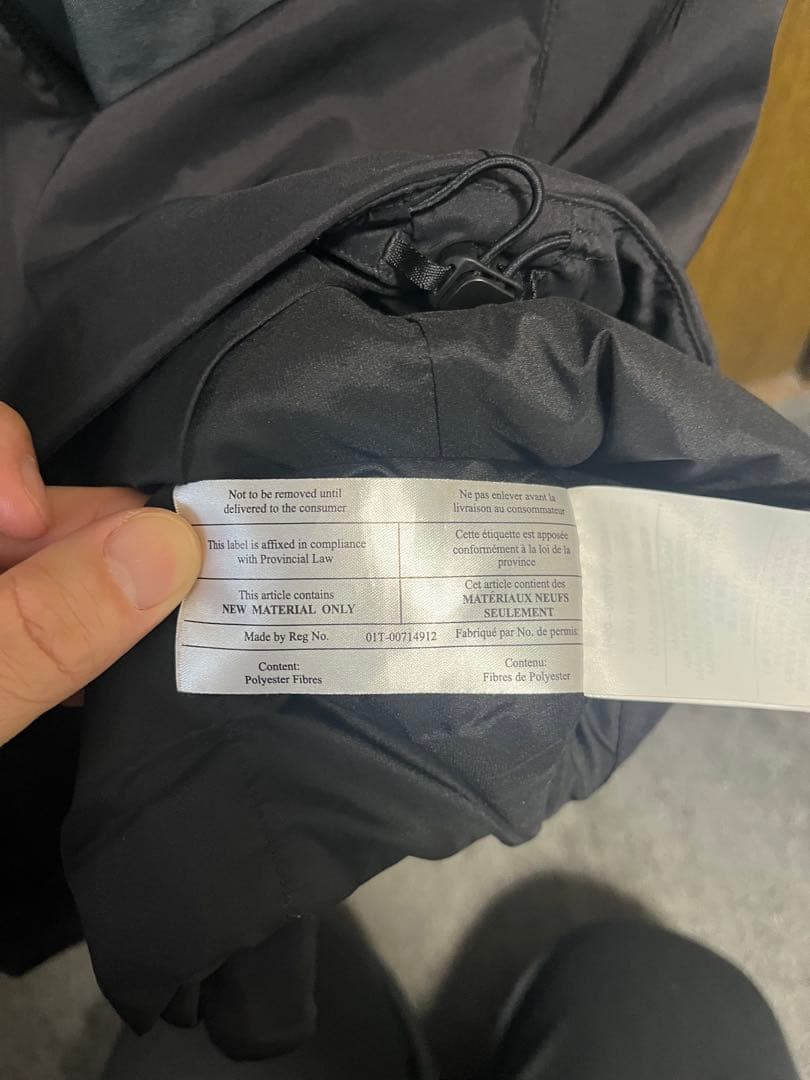 Not to be removed until
delivered to the consumer
Ne pas enlever avant la
livraison au consommateur
This label is affixed in compliance
with Provincial Law
Cette étiquette est apposée
conformément à la loi de la
province
This article contains
NEW MATERIAL ONLY
Cet article contient des
MATÉRIAUX NEUFS
SEULEMENT
Made by Reg No. 01T-00714912 Fabriqué par No. de permis:
Content:
Polyester Fibres
Contenu:
Fibres de Polyester